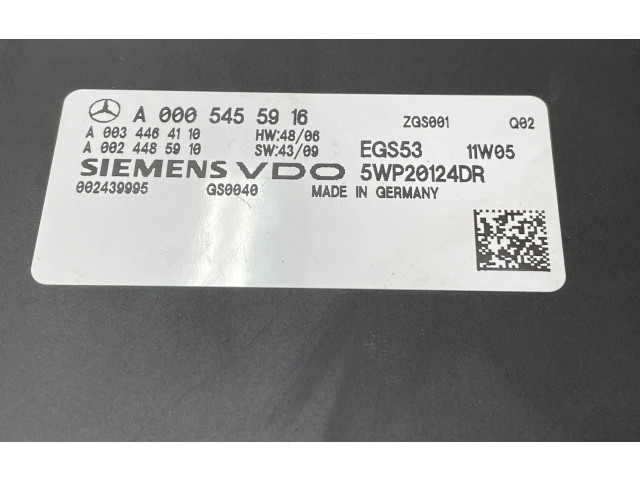 A 000 545 59 16 ZGS001 Q02
A 003 446 41 10 HW:48/06
A 002 448 59 10 SW:43/09 EGS53 11W05
SIEMENS VDO 5WP20124DR
002439995 GS0040 MADE IN GERMANY